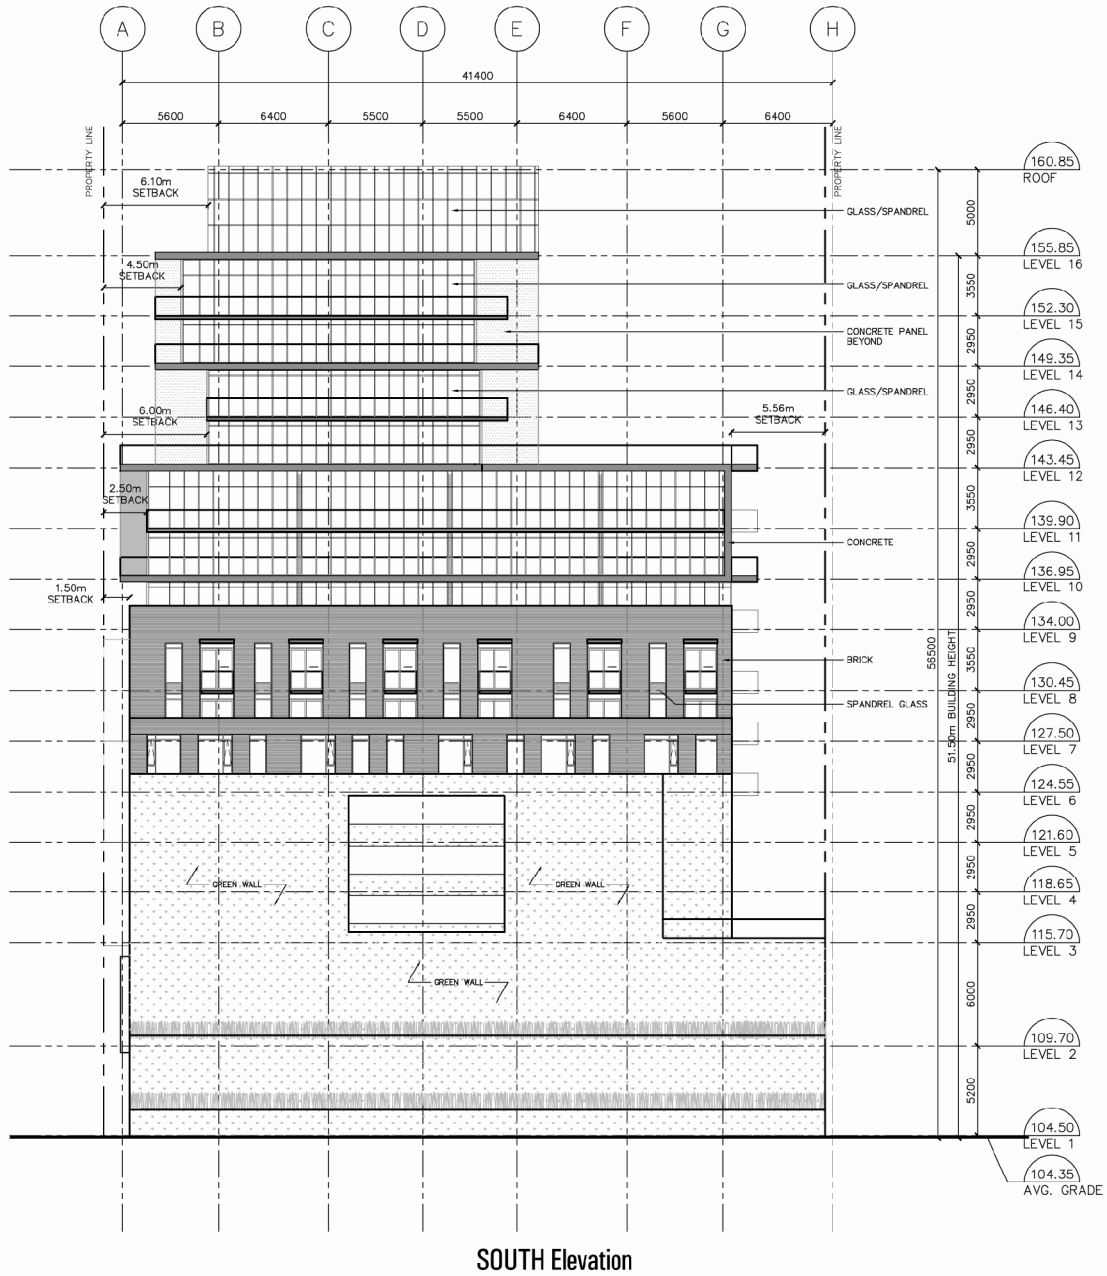 A B C D E F G H
41400
5600 6400 5500 5500 6400 5600 6400
PROPERTY LINE
PROPERTY LINE
160.85
ROOF
6.10m
SETBACK
GLASS/SPANDREL
5000
155.85
LEVEL 16
4.50m
SETBACK
GLASS/SPANDREL
3550
152.30
LEVEL 15
CONCRETE PANEL
BEYOND
2950
149.35
LEVEL 14
GLASS/SPANDREL
2950
6.00m
SETBACK
5.56m
SETBACK
146.40
LEVEL 13
2950
143.45
LEVEL 12
2.50m
SETBACK
3550
139.90
LEVEL 11
CONCRETE
2950
136.95
LEVEL 10
1.50m
SETBACK
2950
134.00
LEVEL 9
56500
51.50m BUILDING HEIGHT
BRICK
3550
130.45
LEVEL 8
SPANDREL GLASS
2950
127.50
LEVEL 7
2950
124.55
LEVEL 6
2950
121.60
LEVEL 5
2950
GREEN WALL
GREEN WALL
118.65
LEVEL 4
2950
115.70
LEVEL 3
GREEN WALL
6000
109.70
LEVEL 2
5200
104.50
LEVEL 1
104.35
AVG. GRADE
SOUTH Elevation